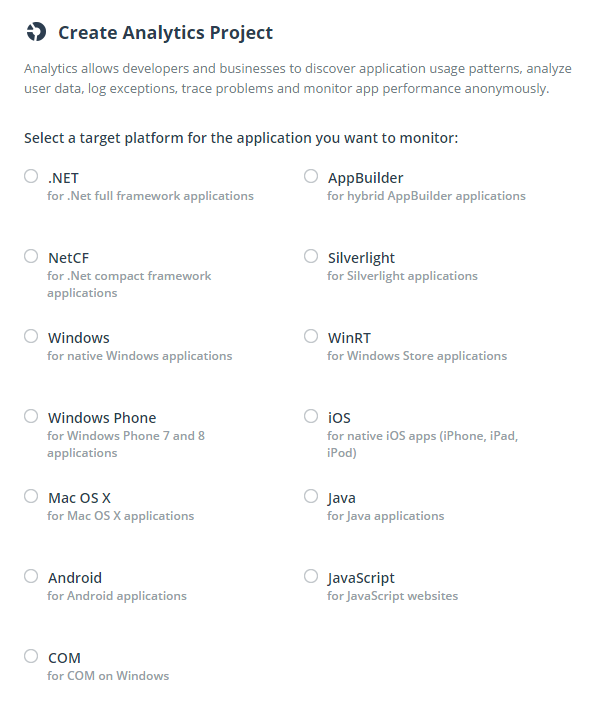 Create Analytics Project
Analytics allows developers and businesses to discover application usage patterns, analyze
user data, log exceptions, trace problems and monitor app performance anonymously.
Select a target platform for the application you want to monitor:
.NET
for .Net full framework applications
AppBuilder
for hybrid AppBuilder applications
NetCF
for .Net compact framework
applications
Silverlight
for Silverlight applications
Windows
for native Windows applications
WinRT
for Windows Store applications
Windows Phone
for Windows Phone 7 and 8
applications
iOS
for native iOS apps (iPhone, iPad,
iPod)
Mac OS X
for Mac OS X applications
Java
for Java applications
Android
for Android applications
JavaScript
for JavaScript websites
COM
for COM on Windows